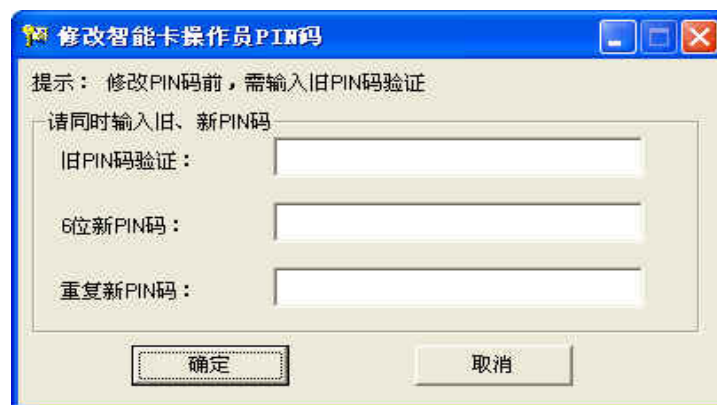 修改智能卡操作员PIN码
提示： 修改PIN码前，需输入旧PIN码验证
请同时输入旧、新PIN码
旧PIN码验证：
6位新PIN码：
重复新PIN码：
确定 取消